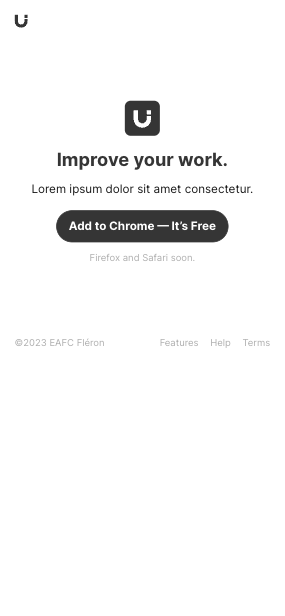 Improve your work.
Lorem ipsum dolor sit amet consectetur.
Add to Chrome — It’s Free
Firefox and Safari soon.
©2023 EAFC Fléron Features Help Terms